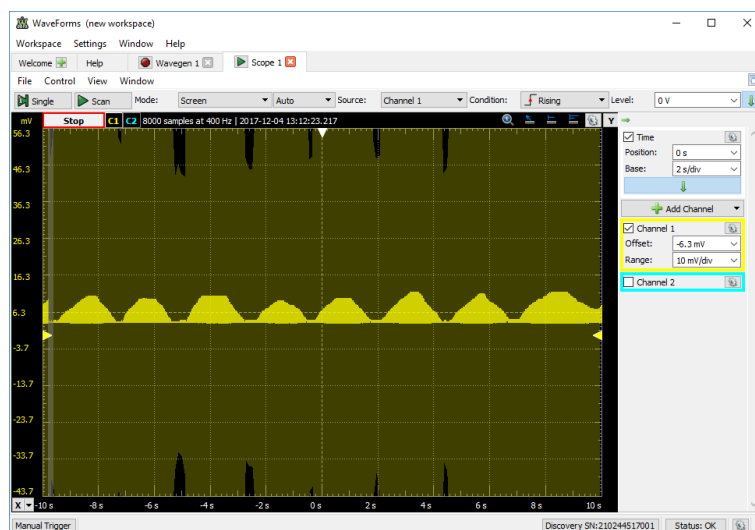 WaveForms (new workspace)
Workspace Settings Window Help
Welcome Help Wavegen 1 Scope 1
File Control View Window
Single Scan Mode: Screen Auto Source: Channel 1 Condition: Rising Level: 0 V
mV Stop C1 C2 8000 samples at 400 Hz | 2017-12-04 13:12:23.217 Y
56.3
46.3
36.3
26.3
16.3
6.3
-3.7
-13.7
-23.7
-33.7
-43.7
X -10 s -8 s -6 s -4 s -2 s 0 s 2 s 4 s 6 s 8 s 10 s
Time
Position: 0 s
Base: 2 s/div
Add Channel
Channel 1
Offset: -6.3 mV
Range: 10 mV/div
Channel 2
Manual Trigger Discovery SN:210244517001 Status: OK